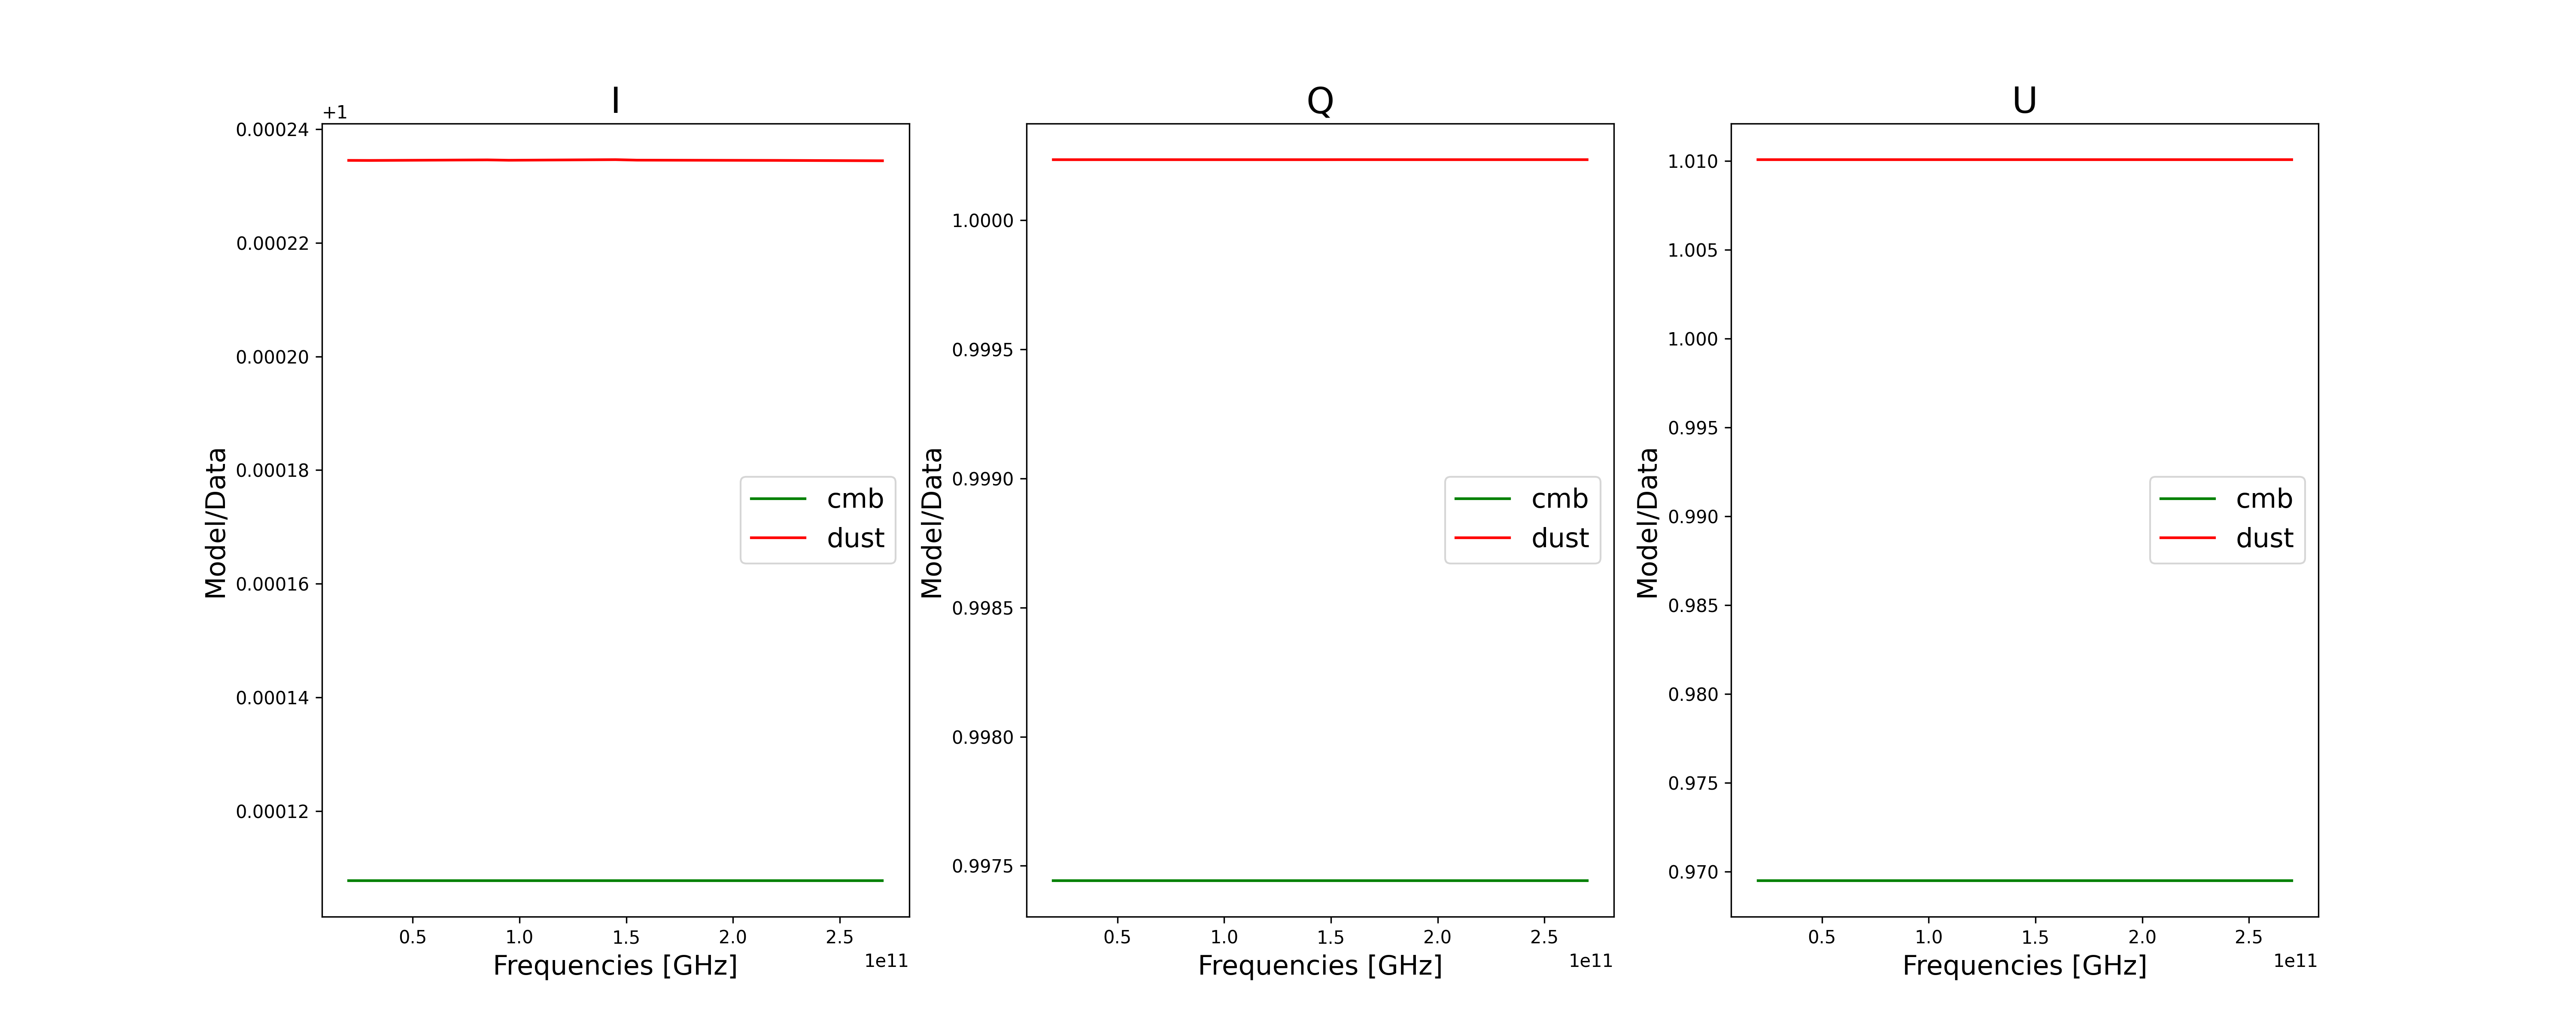 I
+1
0.00024
0.00022
0.00020
0.00018
0.00016
0.00014
0.00012
Model/Data
cmb
dust
0.5 1.0 1.5 2.0 2.5
Frequencies [GHz]
1e11
Q
1.0000
0.9995
0.9990
0.9985
0.9980
0.9975
Model/Data
cmb
dust
0.5 1.0 1.5 2.0 2.5
Frequencies [GHz]
1e11
U
1.010
1.005
1.000
0.995
0.990
0.985
0.980
0.975
0.970
Model/Data
cmb
dust
0.5 1.0 1.5 2.0 2.5
Frequencies [GHz]
1e11